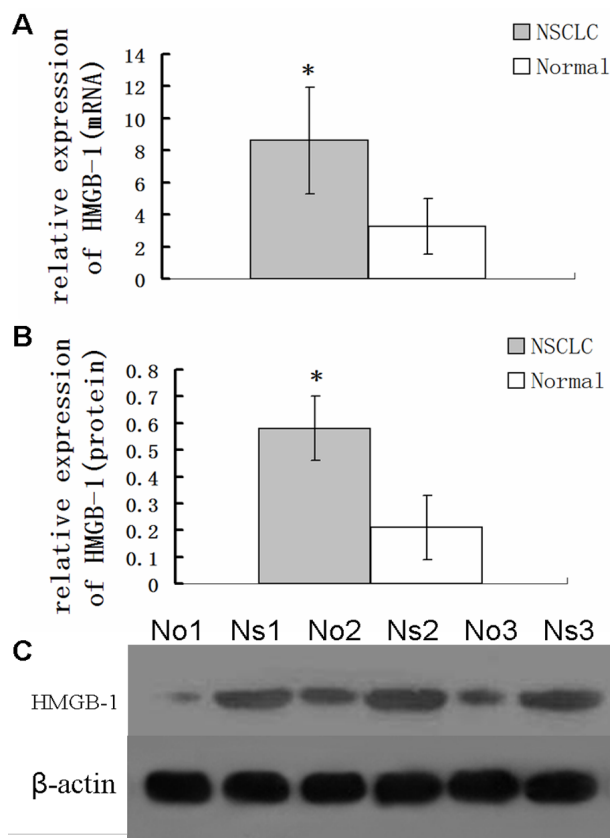 A
NSCLC
Normal
*
relative expression
of HMGB-1(mRNA)
14
12
10
8
6
4
2
0
B
NSCLC
Normal
*
relative expression
of HMGB-1(protein)
0.8
0.7
0.6
0.5
0.4
0.3
0.2
0.1
0
No1 Ns1 No2 Ns2 No3 Ns3
C
HMGB-1
β-actin